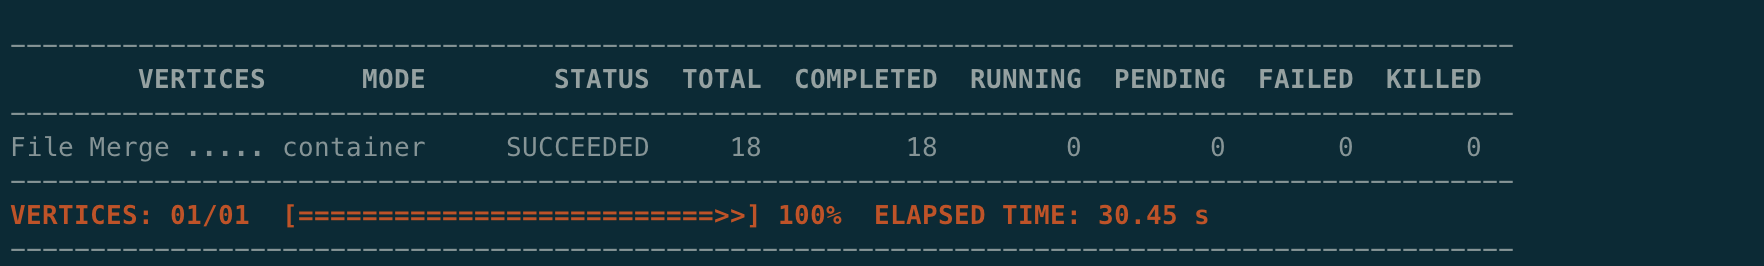 ----------------------------------------------------------------------------------------------
        VERTICES      MODE        STATUS  TOTAL  COMPLETED  RUNNING  PENDING  FAILED  KILLED
----------------------------------------------------------------------------------------------
File Merge ..... container     SUCCEEDED     18         18        0        0       0       0
----------------------------------------------------------------------------------------------
VERTICES: 01/01  [==========================>>] 100%  ELAPSED TIME: 30.45 s
----------------------------------------------------------------------------------------------